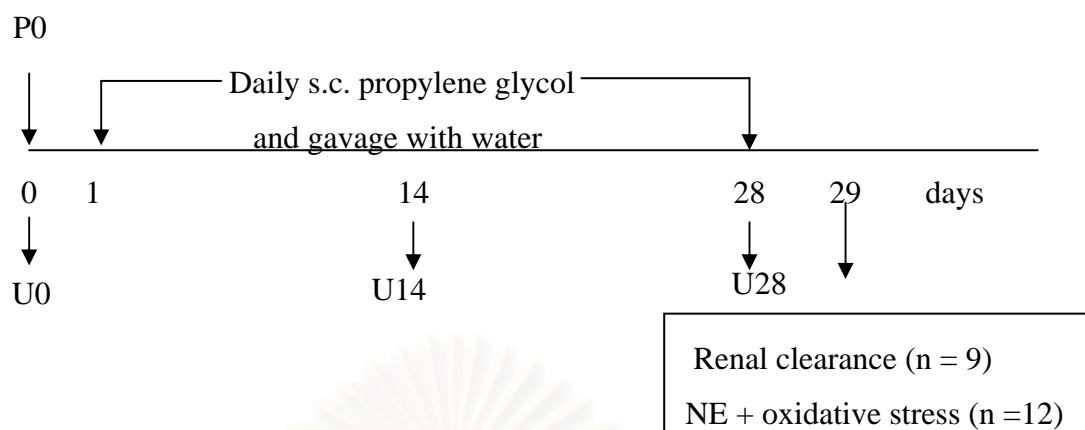 P0
Daily s.c. propylene glycol
and gavage with water
0 1 14 28 29 days
U0 U14 U28
Renal clearance (n = 9)
NE + oxidative stress (n =12)